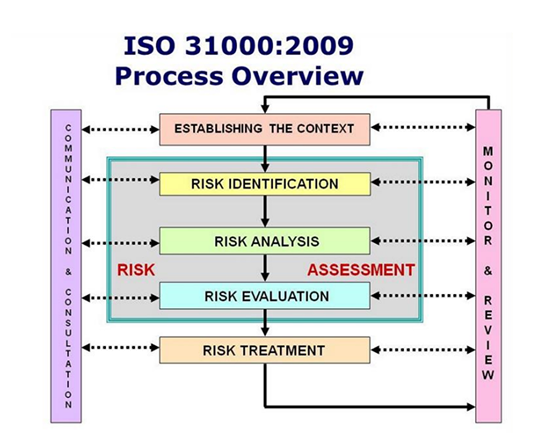 ISO 31000:2009
Process Overview
COMMUNICATION & CONSULTATION
ESTABLISHING THE CONTEXT
RISK IDENTIFICATION
RISK ANALYSIS
RISK ASSESSMENT
RISK EVALUATION
RISK TREATMENT
MONITOR & REVIEW